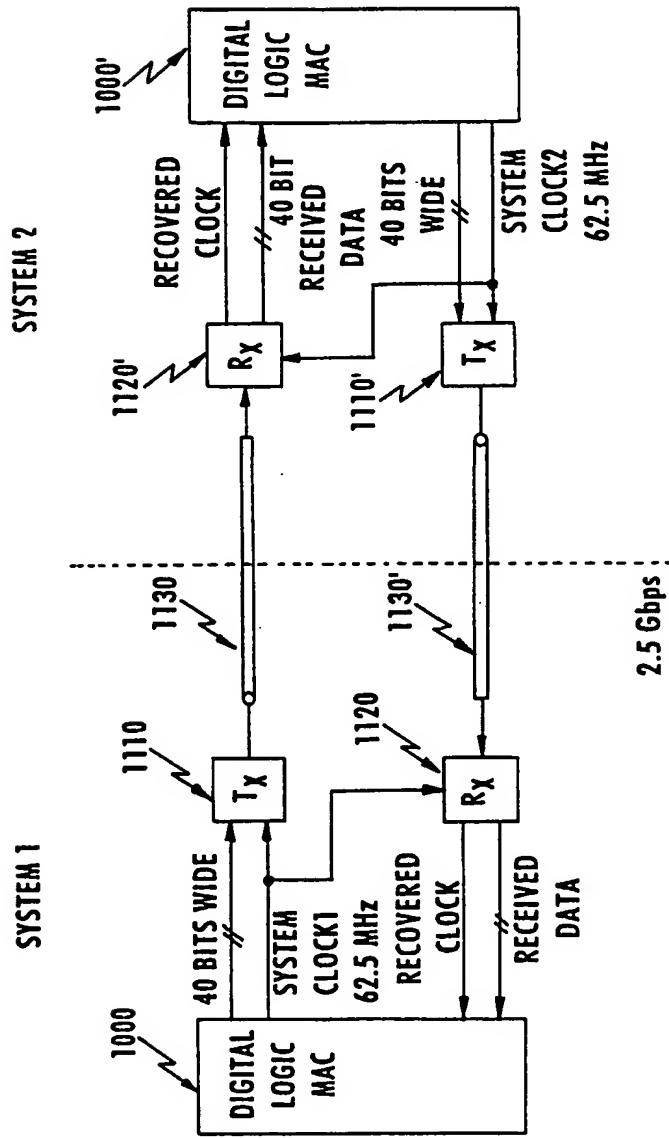 SYSTEM 1
1000
DIGITAL
LOGIC
MAC
40 BITS WIDE
SYSTEM
CLOCK1
62.5 MHz
RECOVERED
CLOCK
RECEIVED
DATA
1110
TX
1120
RX
1130
1130'
2.5 Gbps
SYSTEM 2
1120'
RX
1110'
TX
RECOVERED
CLOCK
40 BIT
RECEIVED
DATA
40 BITS
WIDE
SYSTEM
CLOCK2
62.5 MHz
1000'
DIGITAL
LOGIC
MAC